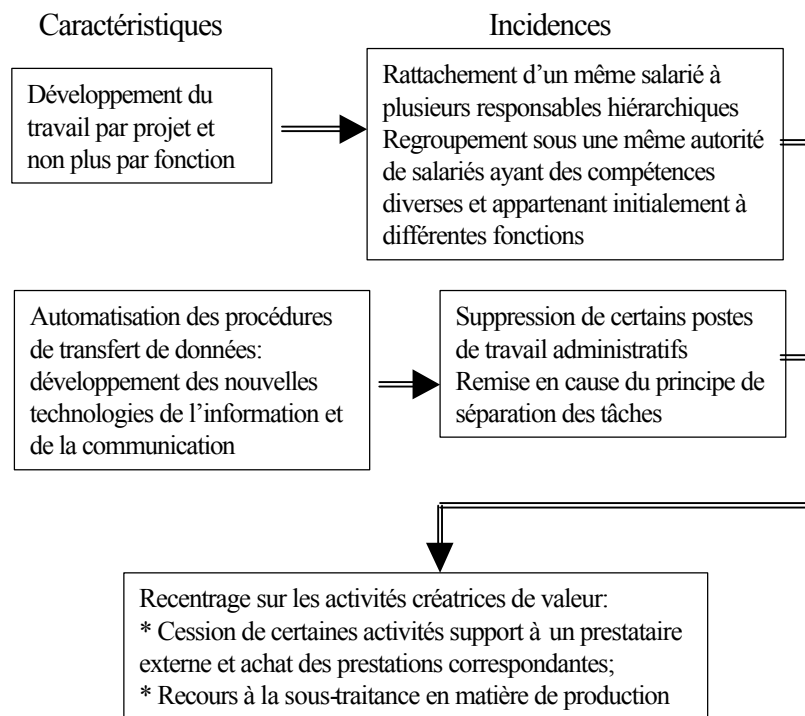 Caractéristiques
Incidences
Développement du
travail par projet et
non plus par fonction
Rattachement d’un même salarié à
plusieurs responsables hiérarchiques
Regroupement sous une même autorité
de salariés ayant des compétences
diverses et appartenant initialement à
différentes fonctions
Automatisation des procédures
de transfert de données:
développement des nouvelles
technologies de l’information et
de la communication
Suppression de certains postes
de travail administratifs
Remise en cause du principe de
séparation des tâches
Recentrage sur les activités créatrices de valeur:
* Cession de certaines activités support à un prestataire
externe et achat des prestations correspondantes;
* Recours à la sous-traitance en matière de production